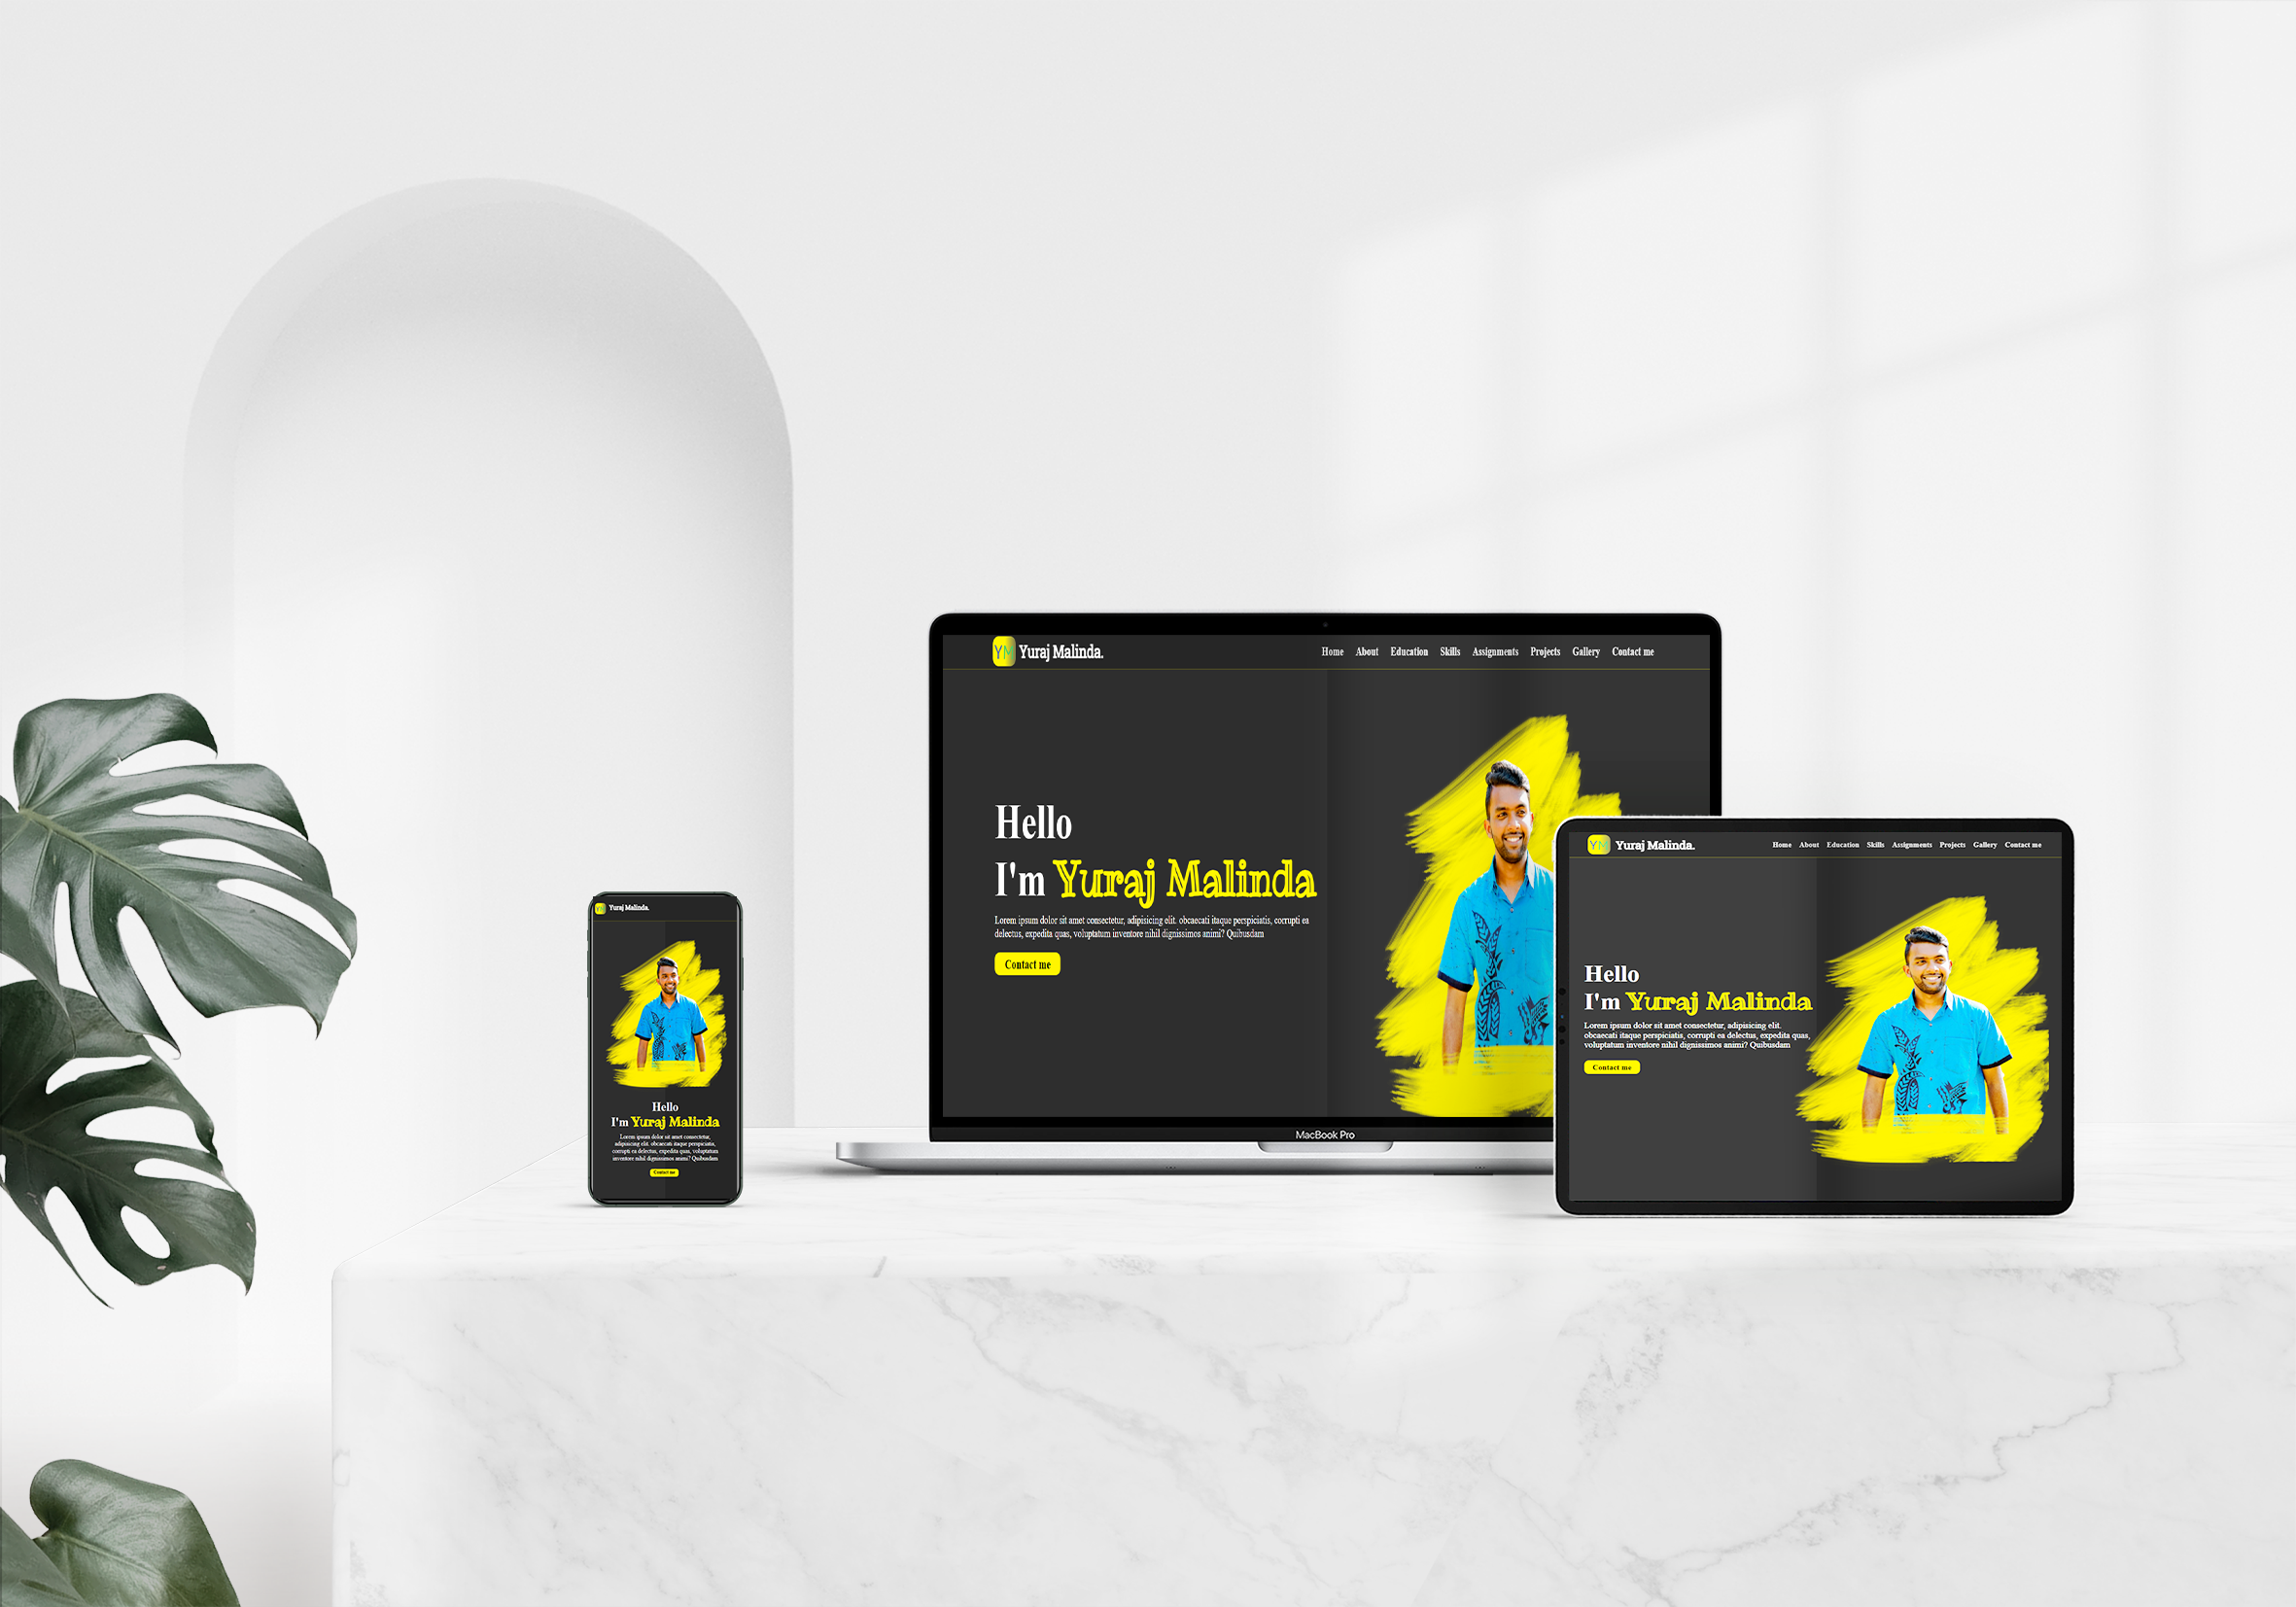 YM Yuraj Malinda.
Home About Education Skills Assignments Projects Gallery Contact me
Hello
I'm Yuraj Malinda
Lorem ipsum dolor sit amet consectetur, adipisicing elit. obcaecati itaque perspiciatis, corrupti ea
delectus, expedita quas, voluptatum inventore nihil dignissimos animi? Quibusdam
Contact me
MacBook Pro
YM Yuraj Malinda.
Home About Education Skills Assignments Projects Gallery Contact me
Hello
I'm Yuraj Malinda
Lorem ipsum dolor sit amet consectetur, adipisicing elit.
obcaecati itaque perspiciatis, corrupti ea delectus, expedita quas,
voluptatum inventore nihil dignissimos animi? Quibusdam
Contact me
YM Yuraj Malinda.
Hello
I'm Yuraj Malinda
Lorem ipsum dolor sit amet consectetur,
adipisicing elit. obcaecati itaque perspiciatis,
corrupti ea delectus, expedita quas, voluptatum
inventore nihil dignissimos animi? Quibusdam
Contact me